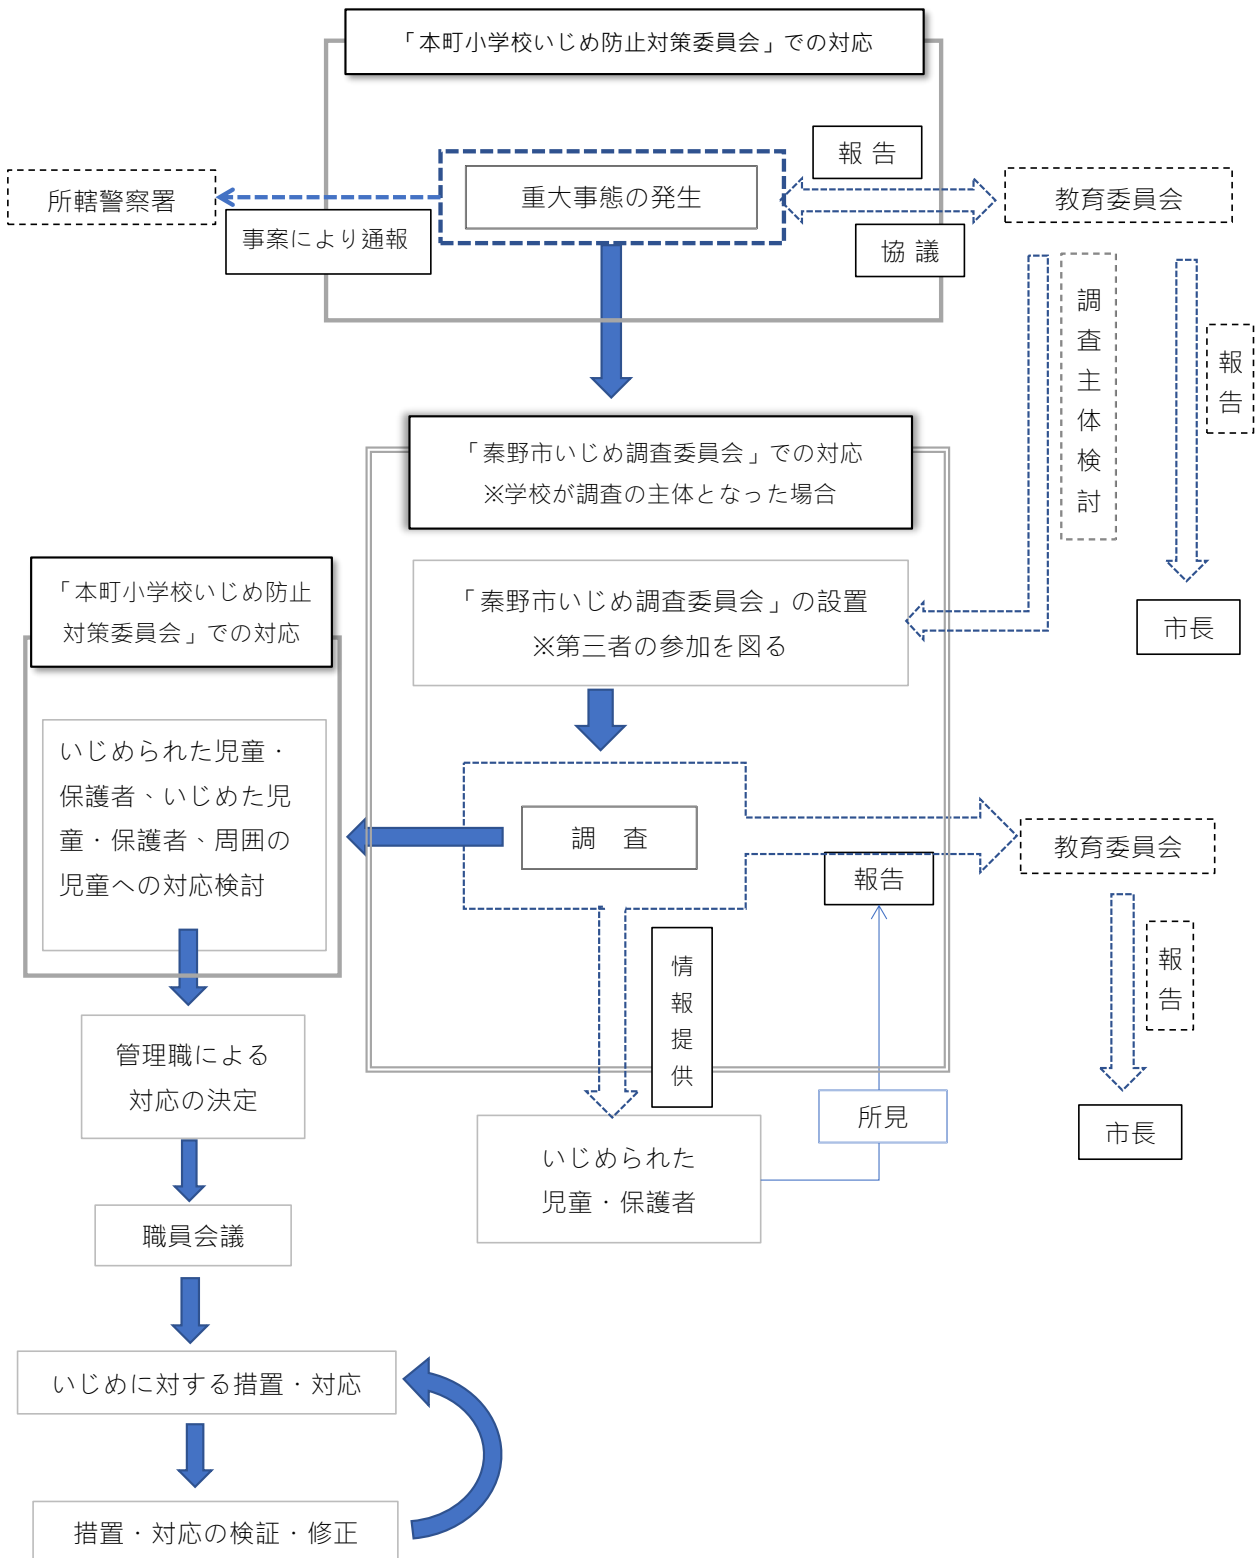 「本町小学校いじめ防止対策委員会」での対応
報 告
重大事態の発生
所轄警察署
教育委員会
事案により通報
協 議
調査主体検討
報告
「秦野市いじめ調査委員会」での対応
※学校が調査の主体となった場合
「秦野市いじめ調査委員会」の設置
※第三者の参加を図る
市長
「本町小学校いじめ防止
対策委員会」での対応
いじめられた児童・
保護者、いじめた児
童・保護者、周囲の
児童への対応検討
調　査
教育委員会
報告
情報提供
報告
管理職による
対応の決定
所見
市長
いじめられた
児童・保護者
職員会議
いじめに対する措置・対応
措置・対応の検証・修正